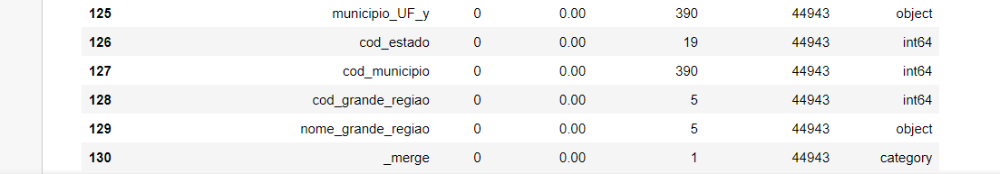 125 municipio_UF_y 0 0.00 390 44943 object
126 cod_estado 0 0.00 19 44943 int64
127 cod_municipio 0 0.00 390 44943 int64
128 cod_grande_regiao 0 0.00 5 44943 int64
129 nome_grande_regiao 0 0.00 5 44943 object
130 _merge 0 0.00 1 44943 category